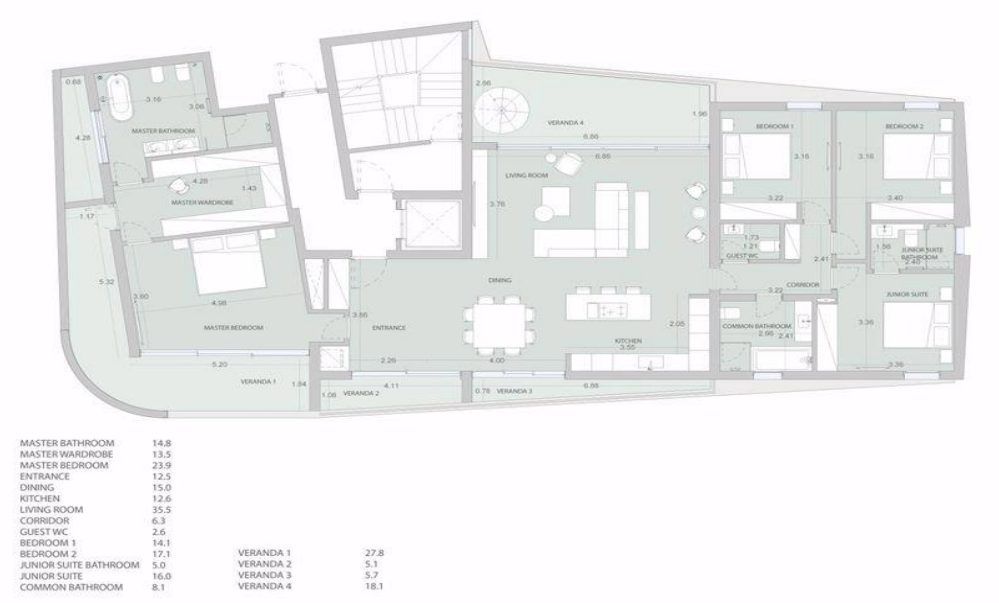 0.68
3.16
3.06
4.28
MASTER BATHROOM
4.28
1.43
MASTER WARDROBE
1.17
5.32
3.80
4.98
MASTER BEDROOM
5.20
VERANDA 1
1.84
2.66
VERANDA 4
1.96
6.86
6.86
LIVING ROOM
3.76
DINING
3.86
ENTRANCE
2.26
4.00
KITCHEN
3.55
2.05
1.08
VERANDA 2
4.11
0.78
VERANDA 3
6.88
BEDROOM 1
3.16
3.22
BEDROOM 2
3.16
3.40
1.73
1.21
GUEST WC
2.41
1.56
JUNIOR SUITE
BATHROOM
2.40
CORRIDOR
3.22
JUNIOR SUITE
3.36
3.36
COMMON BATHROOM
2.41
MASTER BATHROOM 14.8
MASTER WARDROBE 13.5
MASTER BEDROOM 23.9
ENTRANCE 12.5
DINING 15.0
KITCHEN 12.6
LIVING ROOM 35.5
CORRIDOR 6.3
GUEST WC 2.6
BEDROOM 1 14.1
BEDROOM 2 17.1
JUNIOR SUITE BATHROOM 5.0
JUNIOR SUITE 16.0
COMMON BATHROOM 8.1
VERANDA 1 27.8
VERANDA 2 5.1
VERANDA 3 5.7
VERANDA 4 18.1